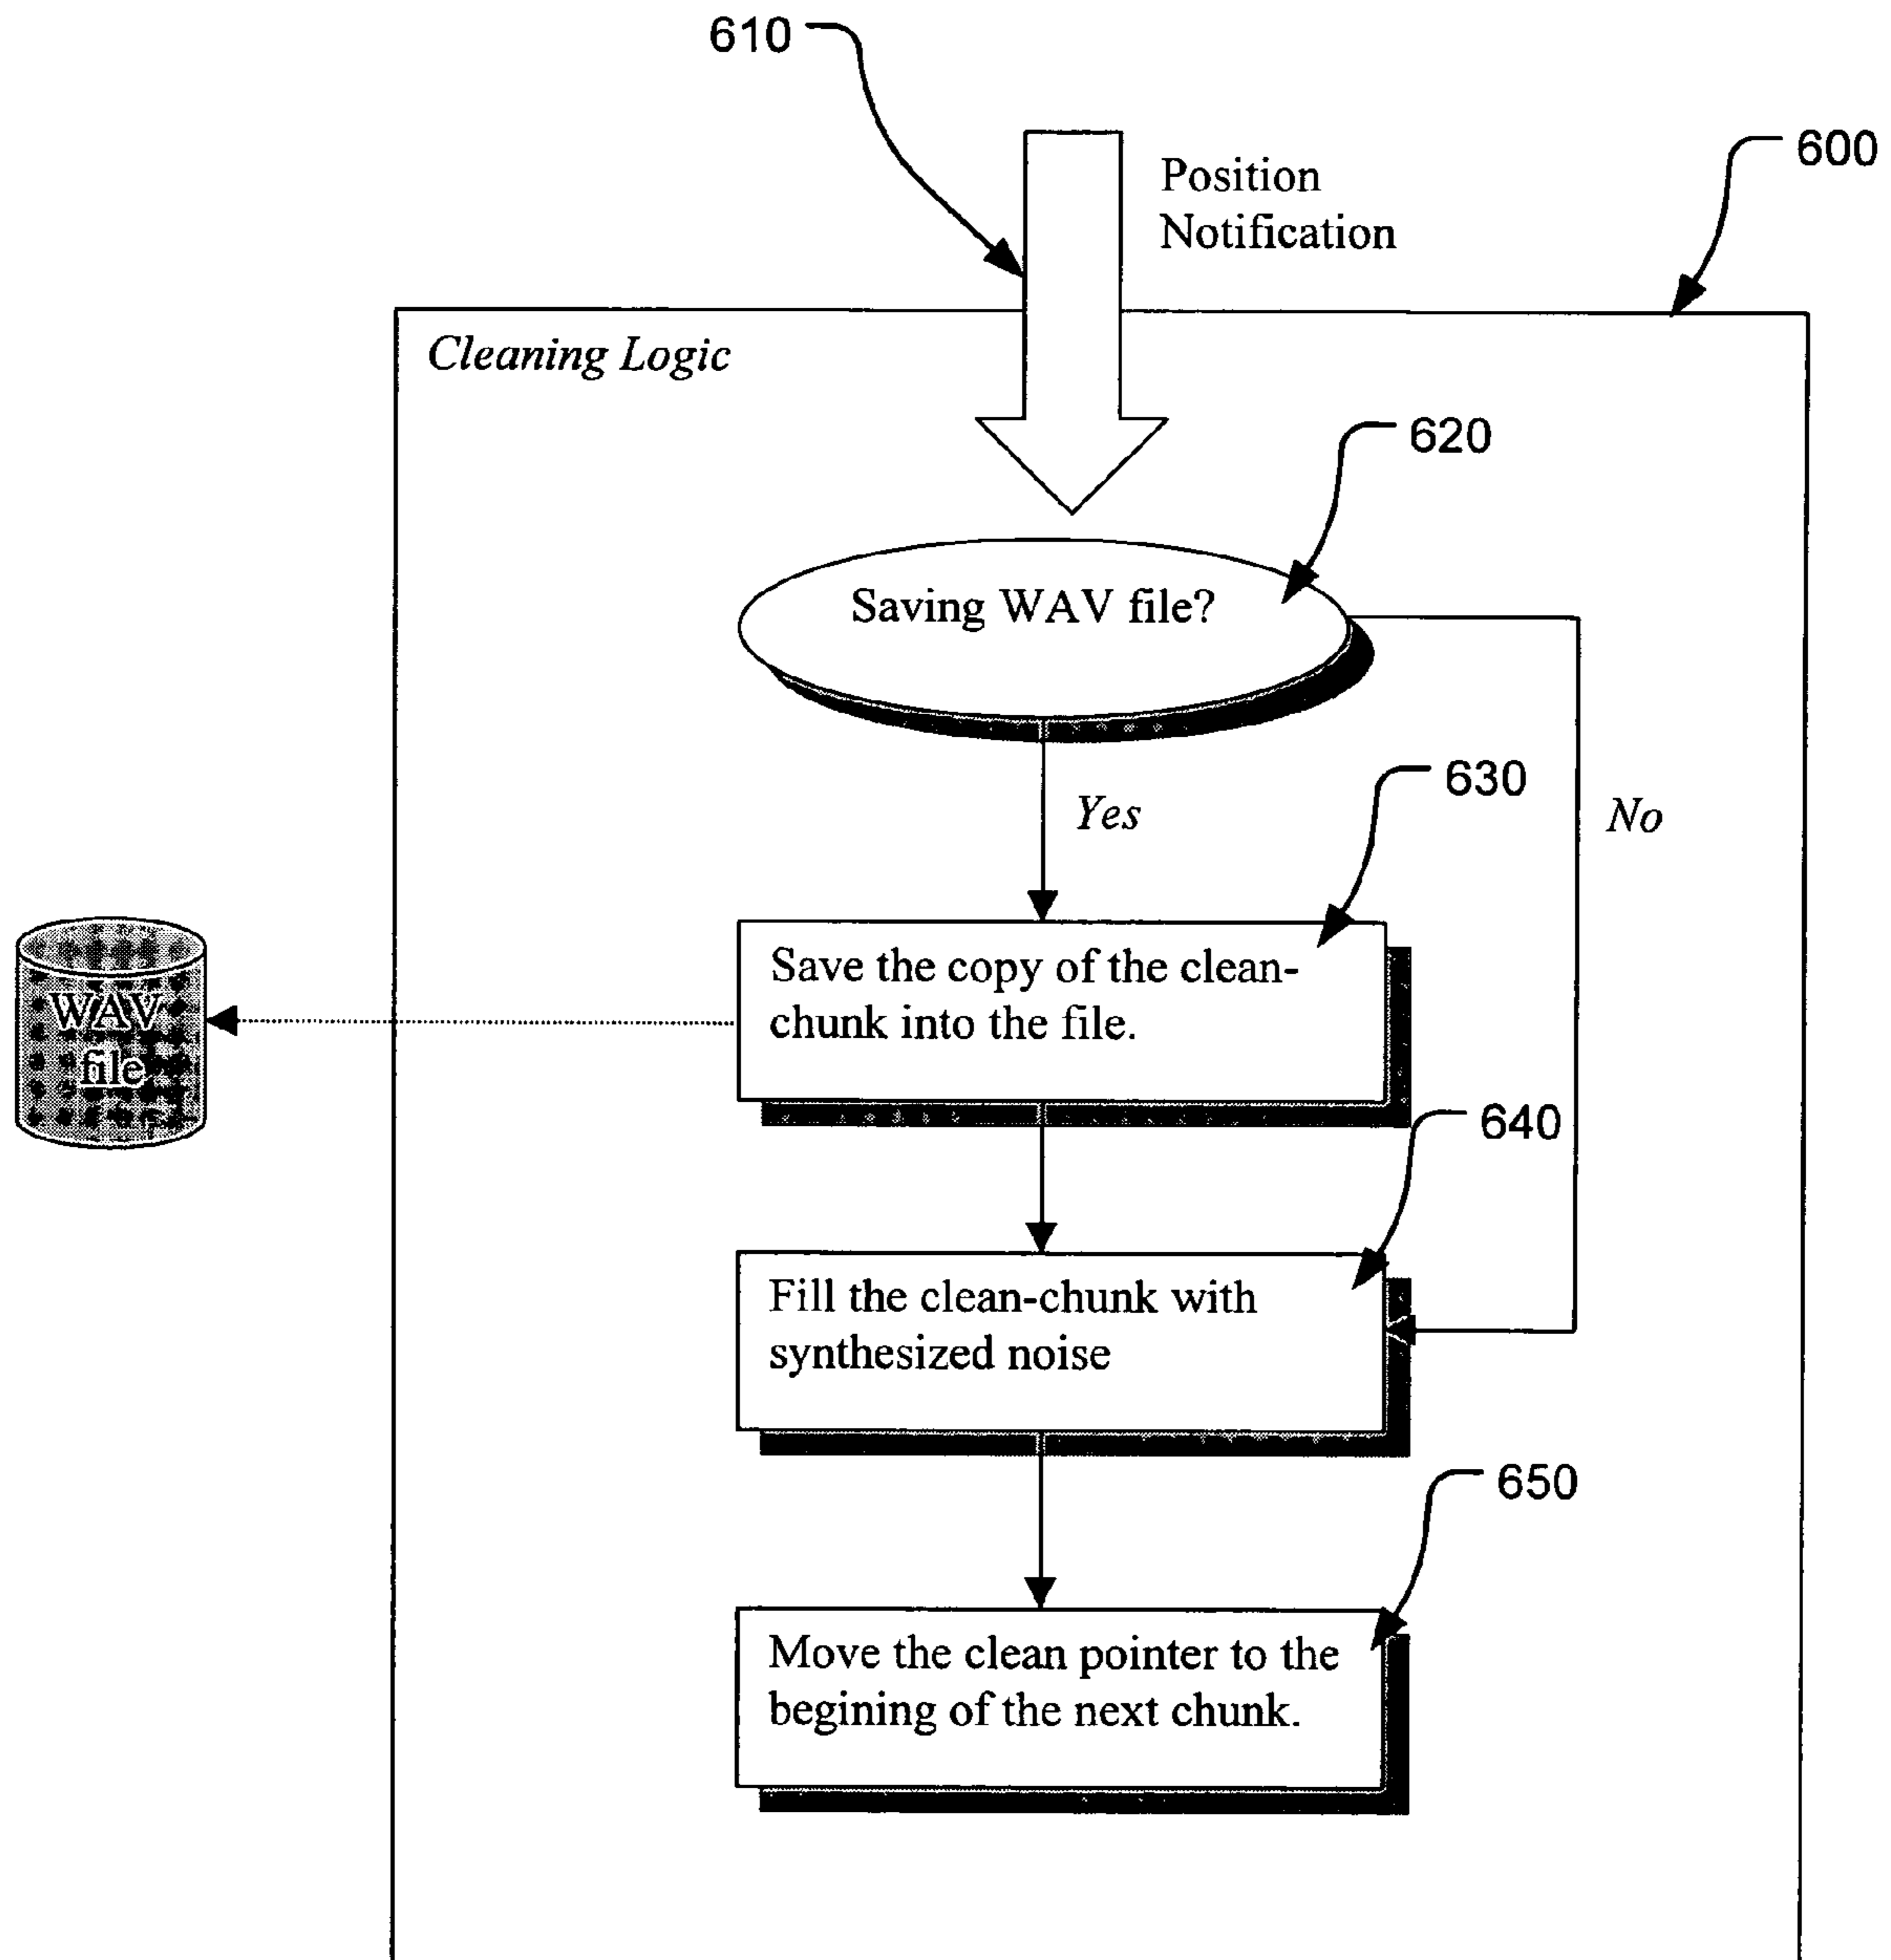 610
600
Position
Notification
Cleaning Logic
620
Saving WAV file?
630
Yes
No
Save the copy of the clean-
chunk into the file.
WAV
file
640
Fill the clean-chunk with
synthesized noise
650
Move the clean pointer to the
begining of the next chunk.